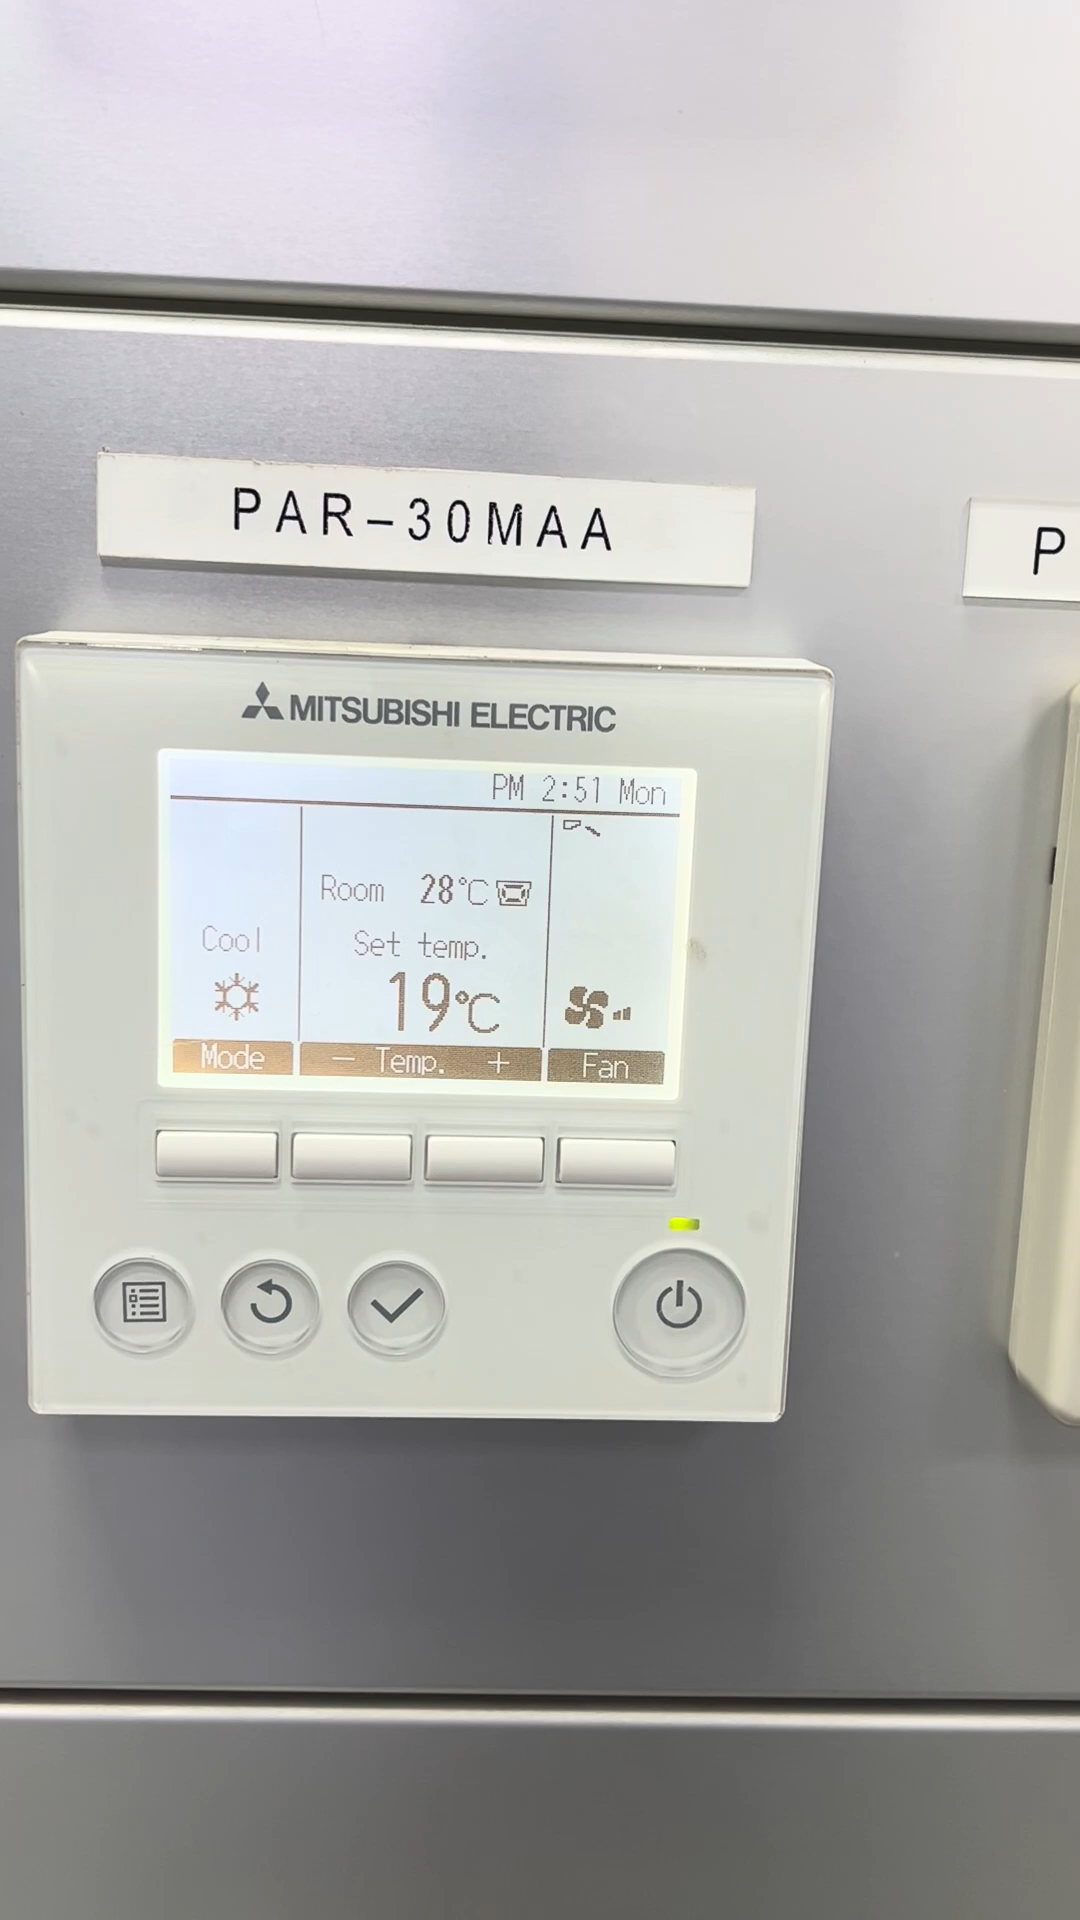 PAR-30MAA
P
MITSUBISHI ELECTRIC
PM 2:51 Mon
Room 28°C
Cool
Set temp.
19°C
Mode
− Temp. +
Fan